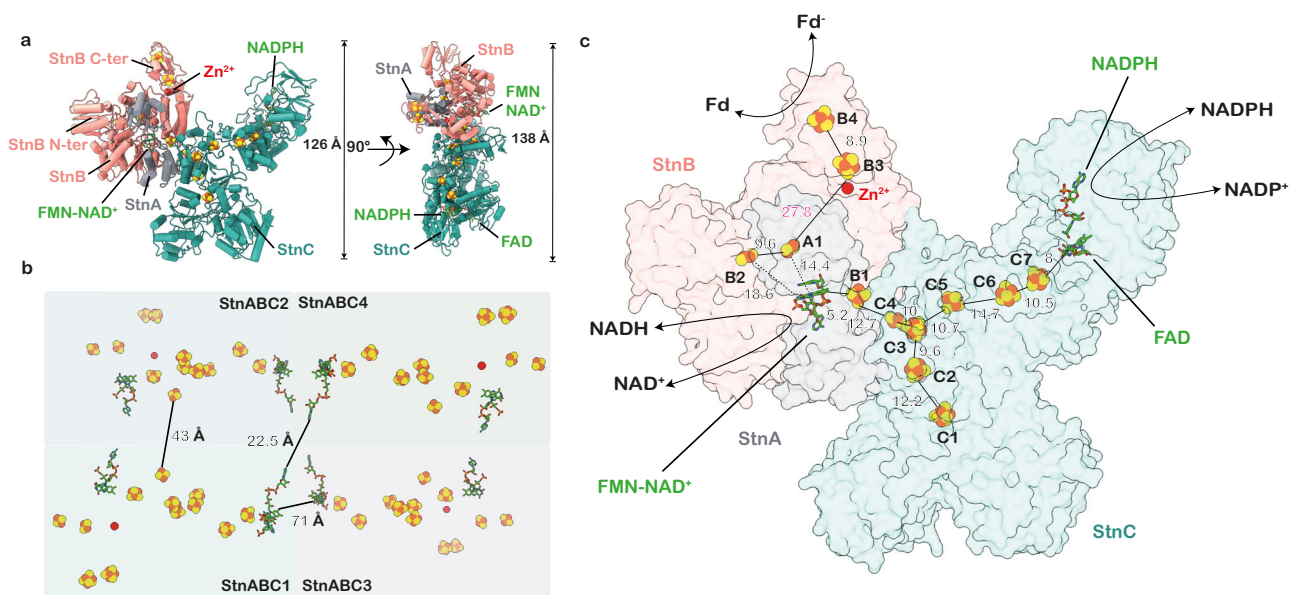 a
StnB C-ter
Zn²⁺
NADPH
StnB N-ter
StnB
StnA
FMN-NAD⁺
StnC
126 Å
90°
StnB
StnA
FMN
NAD⁺
138 Å
NADPH
StnC
FAD
b
StnABC2
StnABC4
43 Å
22.5 Å
71 Å
StnABC1
StnABC3
c
Fd⁻
Fd
NADPH
NADPH
NADP⁺
B4
8.9
B3
Zn²⁺
StnB
27.8
9.6
A1
B2
14.4
18.6
B1
5.2
12.7
C4
10
C5
C6
C7
8
10.7
14.7
10.5
C3
9.6
C2
12.2
C1
NADH
NAD⁺
FAD
StnA
FMN-NAD⁺
StnC